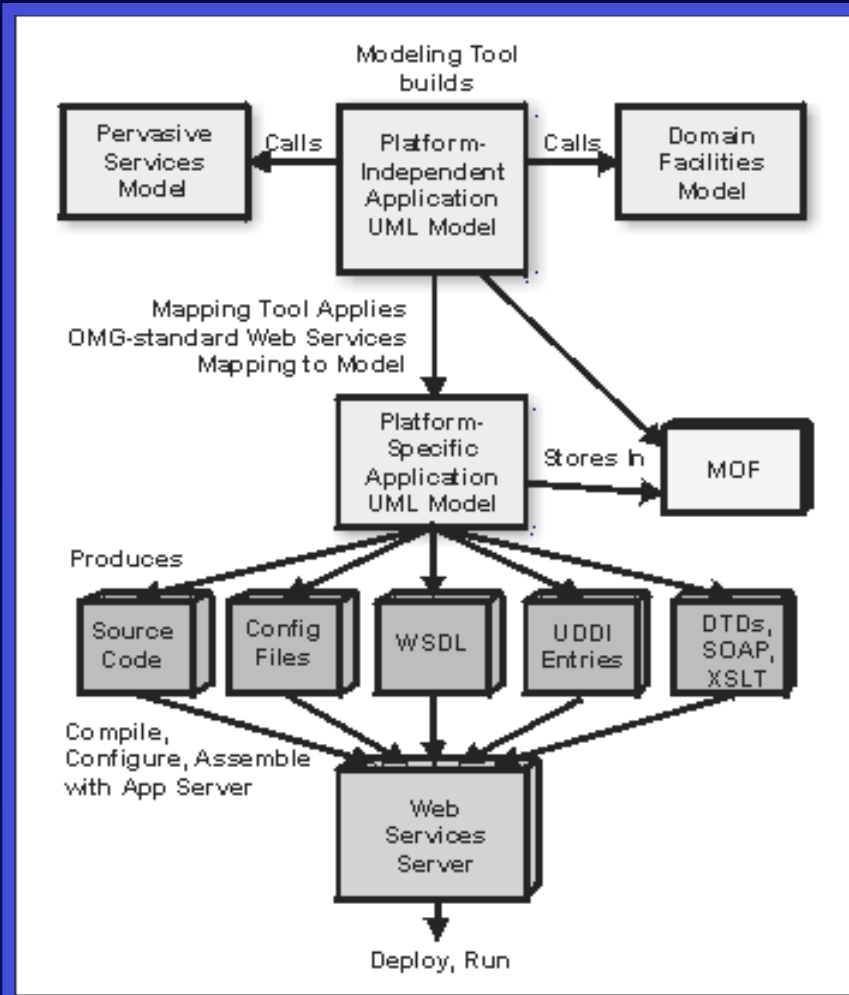 Modeling Tool
builds
Pervasive
Services
Model
Calls
Platform-
Independent
Application
UML Model
Calls
Domain
Facilities
Model
Mapping Tool Applies
OMG-standard Web Services
Mapping to Model
Platform-
Specific
Application
UML Model
Stores In
MOF
Produces
Source
Code
Config
Files
WSDL
UDDI
Entries
DTDs,
SOAP,
XSLT
Compile,
Configure, Assemble
with App Server
Web
Services
Server
Deploy, Run